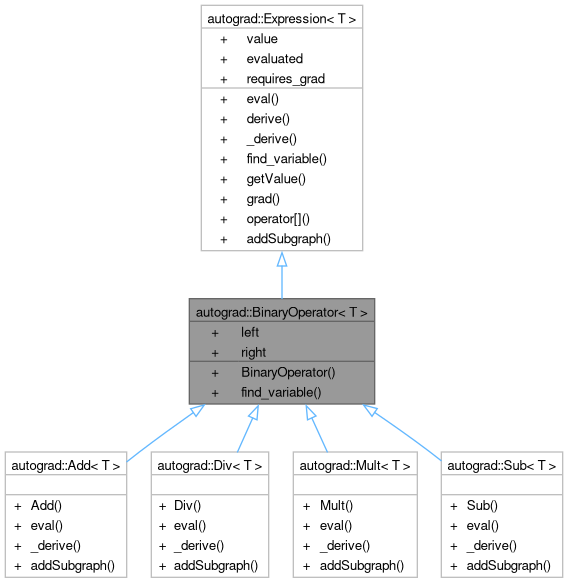 autograd::Expression< T >
+ value
+ evaluated
+ requires_grad
+ eval()
+ derive()
+ _derive()
+ find_variable()
+ getValue()
+ grad()
+ operator[]()
+ addSubgraph()
autograd::BinaryOperator< T >
+ left
+ right
+ BinaryOperator()
+ find_variable()
autograd::Add< T >
+ Add()
+ eval()
+ _derive()
+ addSubgraph()
autograd::Div< T >
+ Div()
+ eval()
+ _derive()
+ addSubgraph()
autograd::Mult< T >
+ Mult()
+ eval()
+ _derive()
+ addSubgraph()
autograd::Sub< T >
+ Sub()
+ eval()
+ _derive()
+ addSubgraph()